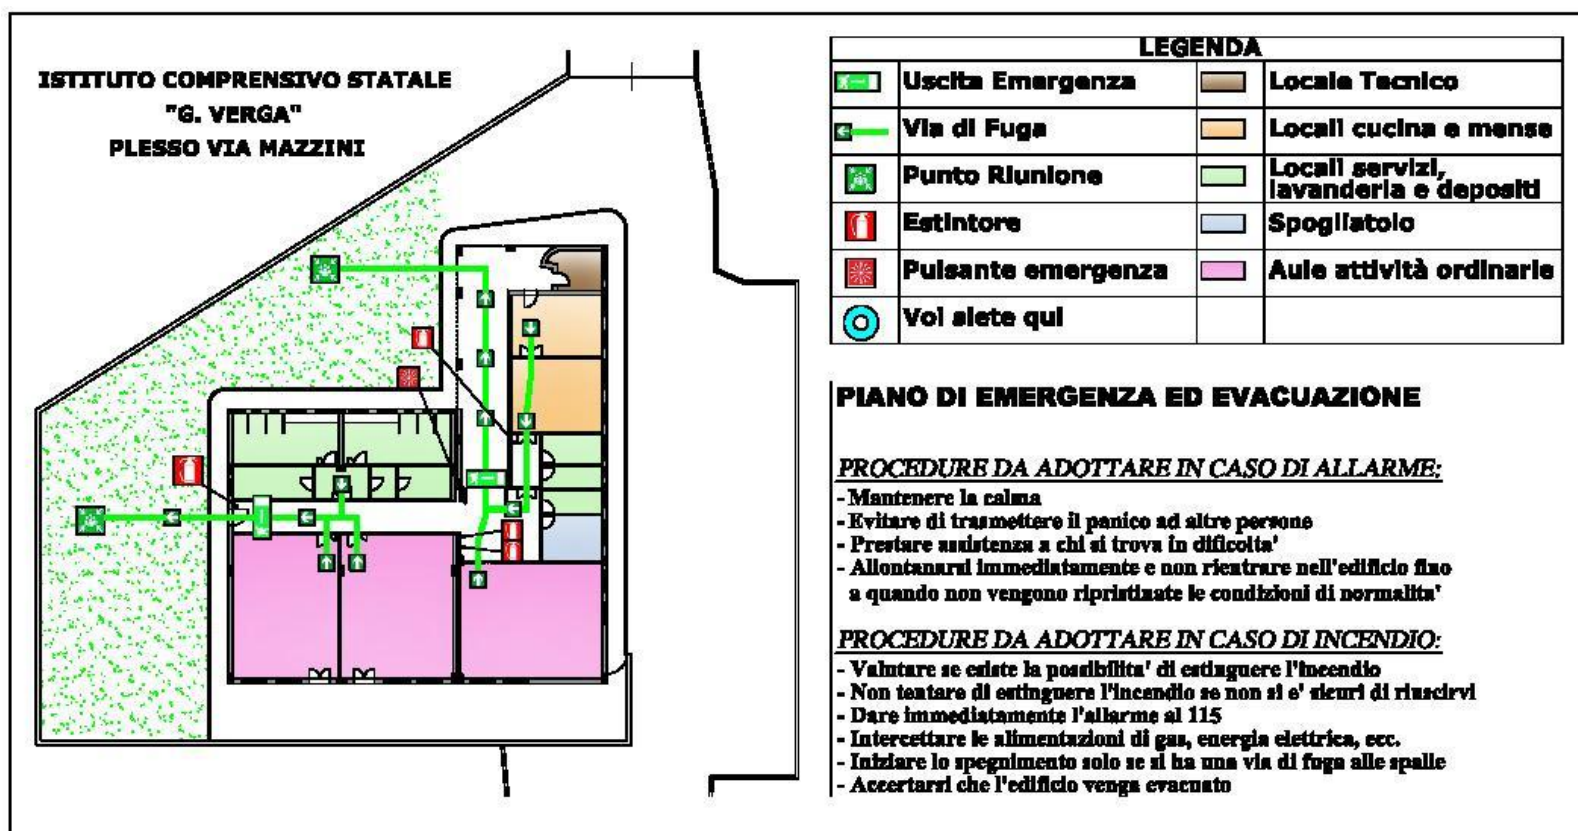 ISTITUTO COMPRENSIVO STATALE
"G. VERGA"
PLESSO VIA MAZZINI
LEGENDA
Uscita Emergenza
Locale Tecnico
Via di Fuga
Locali cucina e mense
Punto Riunione
Locali servizi,
lavanderia e depositi
Estintore
Spogliatoio
Pulsante emergenza
Aule attività ordinarie
Voi siete qui
PIANO DI EMERGENZA ED EVACUAZIONE
PROCEDURE DA ADOTTARE IN CASO DI ALLARME:
- Mantenere la calma
- Evitare di trasmettere il panico ad altre persone
- Prestare assistenza a chi si trova in dificolta'
- Allontanarsi immediatamente e non rientrare nell'edificio fino
a quando non vengono ripristinate le condizioni di normalita'
PROCEDURE DA ADOTTARE IN CASO DI INCENDIO:
- Valutare se esiste la possibilita' di estinguere l'incendio
- Non tentare di estinguere l'incendio se non si e' sicuri di riuscirvi
- Dare immediatamente l'allarme al 115
- Intercettare le alimentazioni di gas, energia elettrica, ecc.
- Iniziare lo spegnimento solo se si ha una via di fuga alle spalle
- Accertarsi che l'edificio venga evacuato